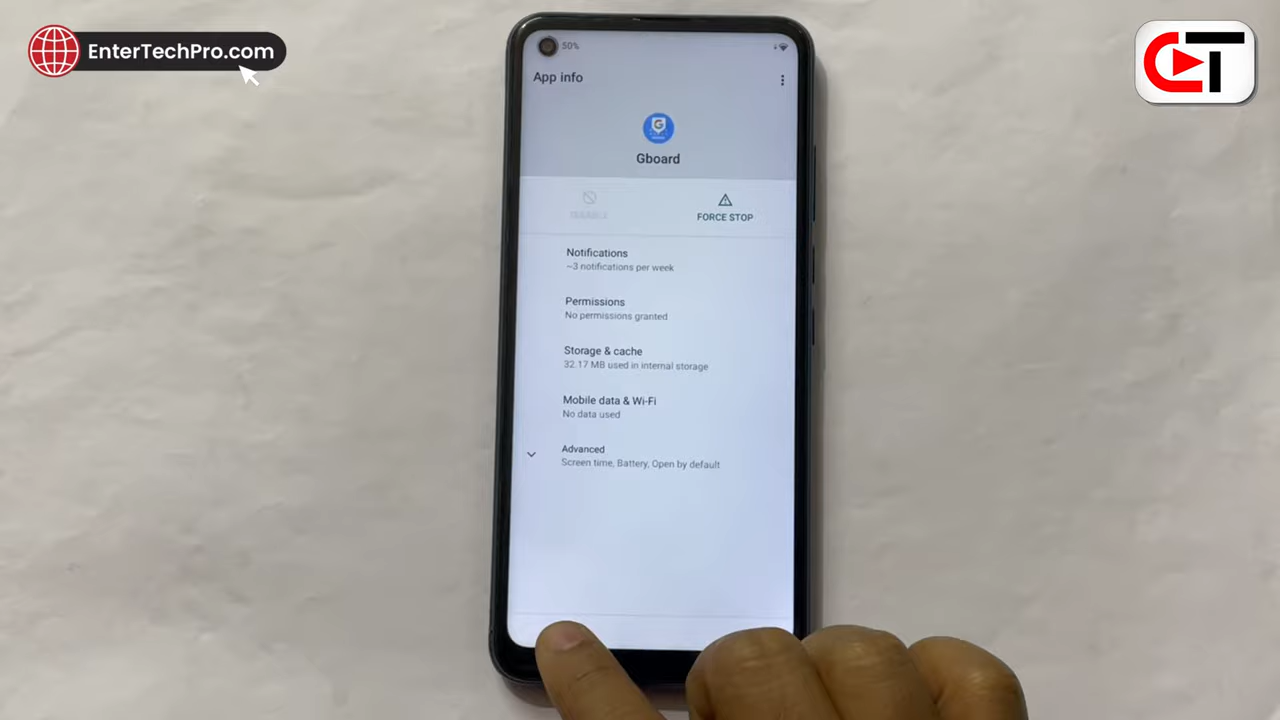 EnterTechPro.com
CT
50%
App info
Gboard
DISABLE
FORCE STOP
Notifications
~3 notifications per week
Permissions
No permissions granted
Storage & cache
32.17 MB used in internal storage
Mobile data & Wi-Fi
No data used
Advanced
Screen time, Battery, Open by default